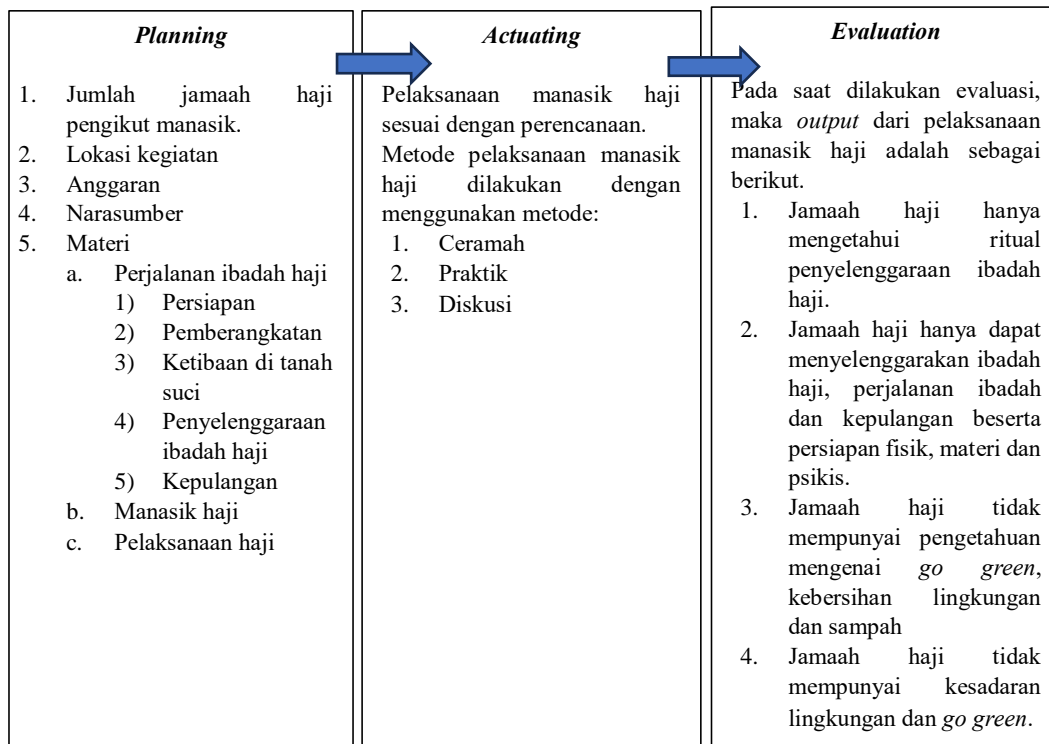 Planning
1. Jumlah jamaah haji
pengikut manasik.
2. Lokasi kegiatan
3. Anggaran
4. Narasumber
5. Materi
a. Perjalanan ibadah haji
1) Persiapan
2) Pemberangkatan
3) Ketibaan di tanah
suci
4) Penyelenggaraan
ibadah haji
5) Kepulangan
b. Manasik haji
c. Pelaksanaan haji
Actuating
Pelaksanaan manasik haji
sesuai dengan perencanaan.
Metode pelaksanaan manasik
haji dilakukan dengan
menggunakan metode:
1. Ceramah
2. Praktik
3. Diskusi
Evaluation
Pada saat dilakukan evaluasi,
maka output dari pelaksanaan
manasik haji adalah sebagai
berikut.
1. Jamaah haji hanya
mengetahui ritual
penyelenggaraan ibadah
haji.
2. Jamaah haji hanya dapat
menyelenggarakan ibadah
haji, perjalanan ibadah
dan kepulangan beserta
persiapan fisik, materi dan
psikis.
3. Jamaah haji tidak
mempunyai pengetahuan
mengenai go green,
kebersihan lingkungan
dan sampah
4. Jamaah haji tidak
mempunyai kesadaran
lingkungan dan go green.